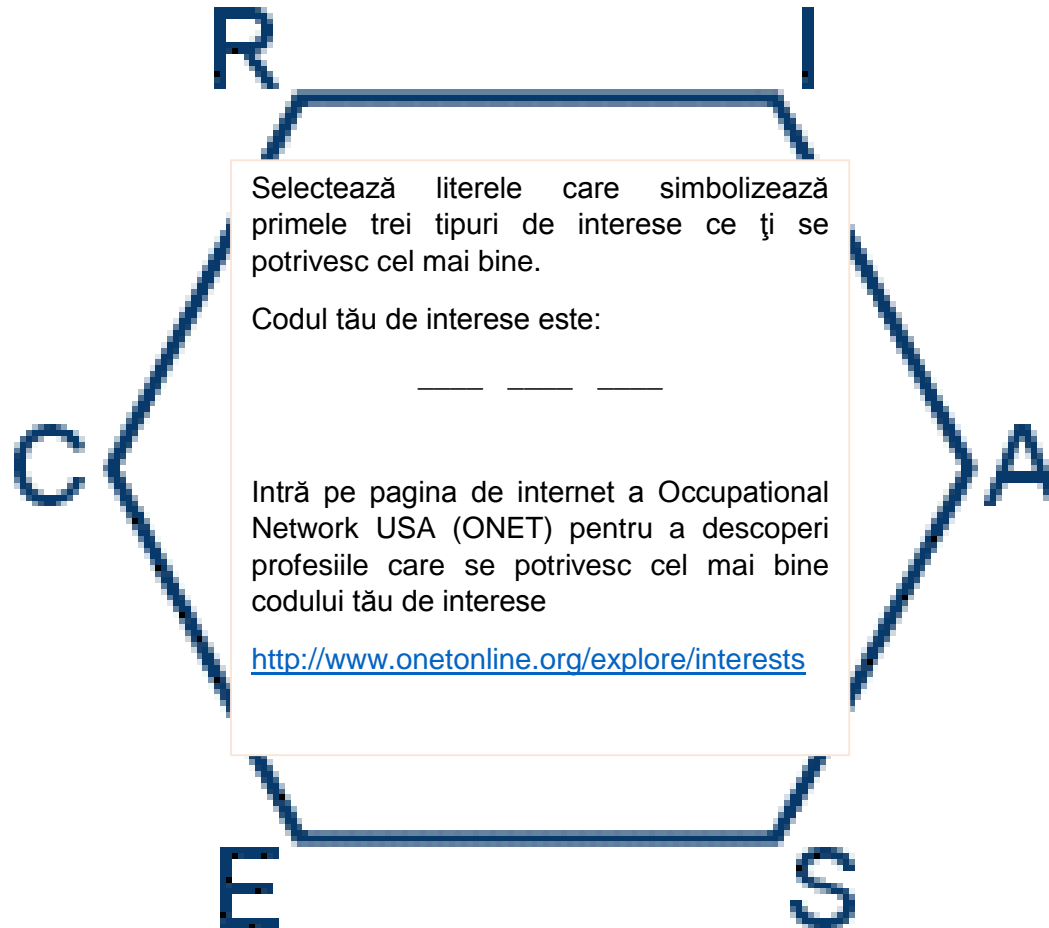 R I
Selectează literele care simbolizează
primele trei tipuri de interese ce ţi se
potrivesc cel mai bine.
Codul tău de interese este:
____ ____ ____
C A
Intră pe pagina de internet a Occupational
Network USA (ONET) pentru a descoperi
profesiile care se potrivesc cel mai bine
codului tău de interese
http://www.onetonline.org/explore/interests
E S